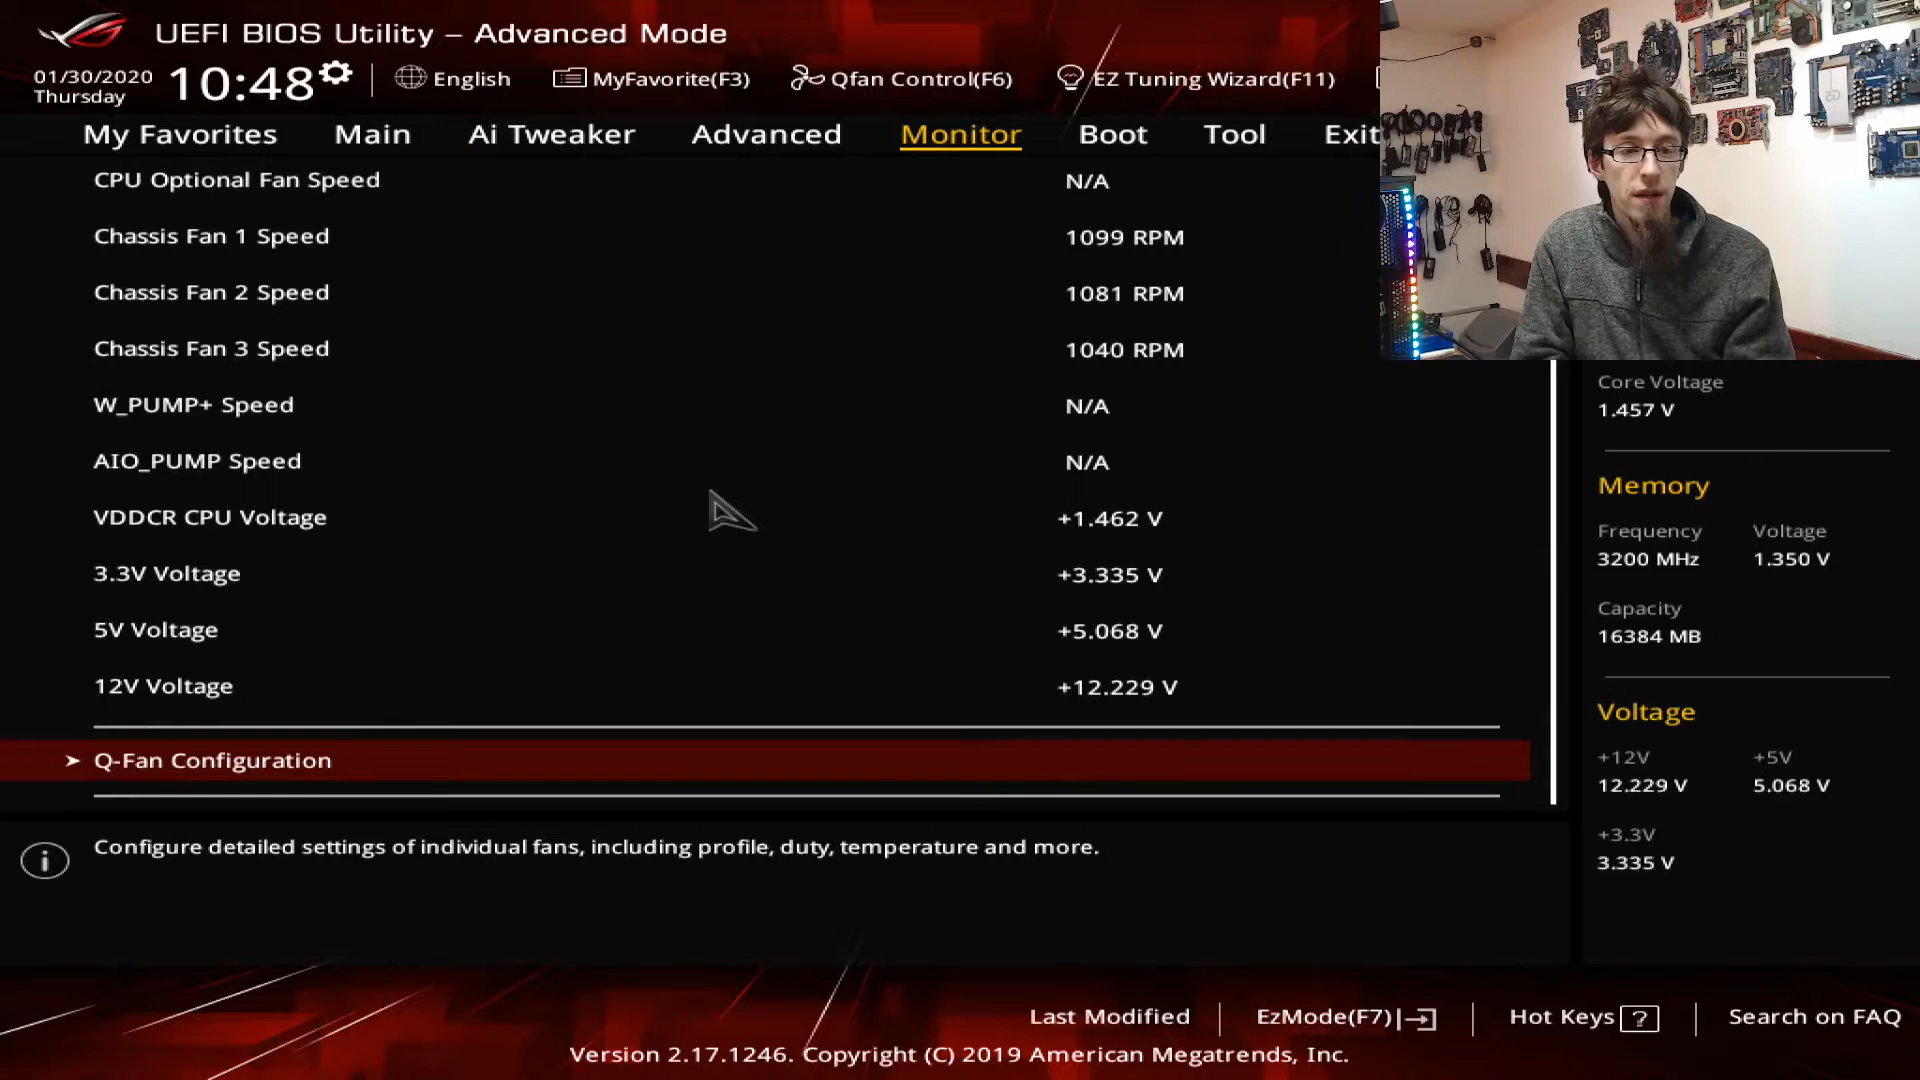 UEFI BIOS Utility – Advanced Mode
01/30/2020
Thursday
10:48
English
MyFavorite(F3)
Qfan Control(F6)
EZ Tuning Wizard(F11)
My Favorites
Main
Ai Tweaker
Advanced
Monitor
Boot
Tool
Exit
CPU Optional Fan Speed N/A
Chassis Fan 1 Speed 1099 RPM
Chassis Fan 2 Speed 1081 RPM
Chassis Fan 3 Speed 1040 RPM
W_PUMP+ Speed N/A
AIO_PUMP Speed N/A
VDDCR CPU Voltage +1.462 V
3.3V Voltage +3.335 V
5V Voltage +5.068 V
12V Voltage +12.229 V
Q-Fan Configuration
Configure detailed settings of individual fans, including profile, duty, temperature and more.
Core Voltage
1.457 V
Memory
Frequency Voltage
3200 MHz 1.350 V
Capacity
16384 MB
Voltage
+12V +5V
12.229 V 5.068 V
+3.3V
3.335 V
Last Modified
EzMode(F7)
Hot Keys ?
Search on FAQ
Version 2.17.1246. Copyright (C) 2019 American Megatrends, Inc.